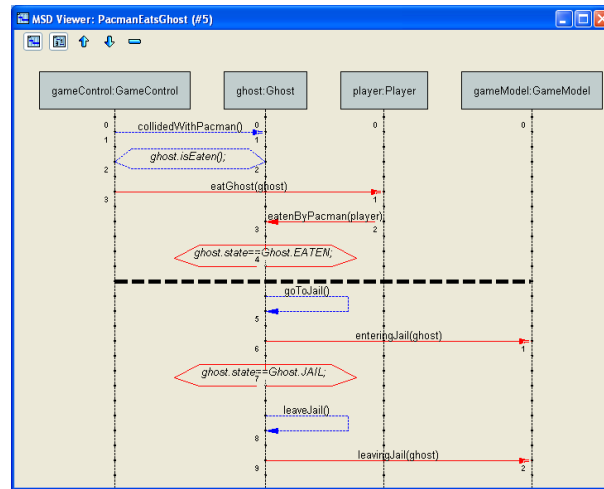 MSD Viewer: PacmanEatsGhost (#5)
gameControl:GameControl ghost:Ghost player:Player gameModel:GameModel
0 0 0 0
collidedWithPacman()
1 1
ghost.isEaten();
2 2
eatGhost(ghost)
3 1
eatenByPacman(player)
3 2
ghost.state==Ghost.EATEN;
4
goToJail()
5
enteringJail(ghost)
6 1
ghost.state==Ghost.JAIL;
7
leaveJail()
8
leavingJail(ghost)
9 2